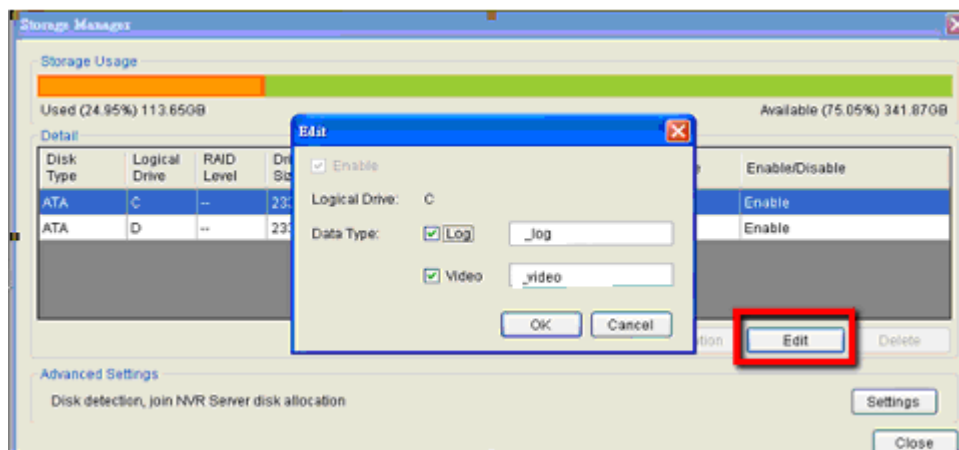 Storage Manager
Storage Usage
Used (24.95%) 113.65GB
Available (75.05%) 341.87GB
Detail
Disk Type
Logical Drive
RAID Level
Enable/Disable
ATA C -- Enable
ATA D -- Enable
Edit
Enable
Logical Drive: C
Data Type: Log _log
Video _video
OK Cancel
Edit Delete
Advanced Settings
Disk detection, join NVR Server disk allocation
Settings
Close